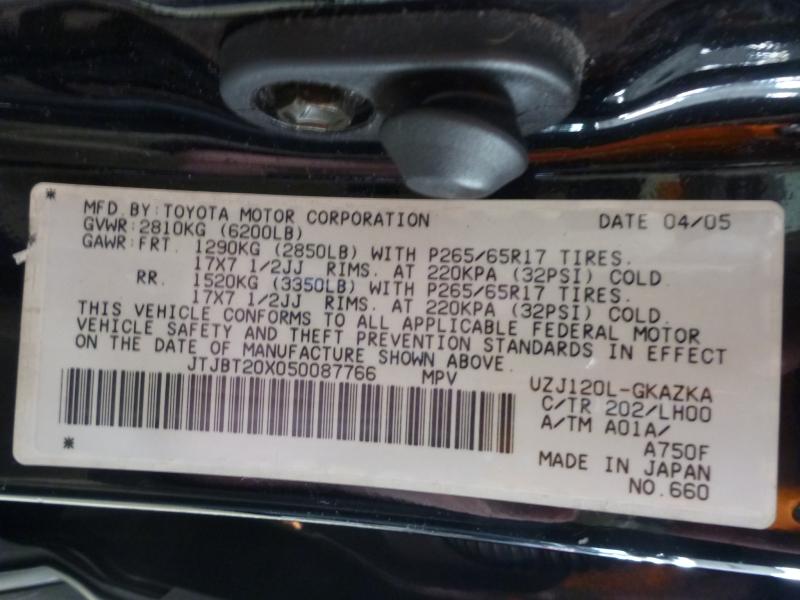 MFD.BY:TOYOTA MOTOR CORPORATION DATE 04/05
GVWR:2810KG (6200LB)
GAWR:FRT. 1290KG (2850LB) WITH P265/65R17 TIRES.
17X7 1/2JJ RIMS. AT 220KPA (32PSI) COLD.
RR. 1520KG (3350LB) WITH P265/65R17 TIRES.
17X7 1/2JJ RIMS. AT 220KPA (32PSI) COLD.
THIS VEHICLE CONFORMS TO ALL APPLICABLE FEDERAL MOTOR
VEHICLE SAFETY AND THEFT PREVENTION STANDARDS IN EFFECT
ON THE DATE OF MANUFACTURE SHOWN ABOVE.
JTJBT20X050087766 MPV UZJ120L-GKAZKA
C/TR 202/LH00
A/TM A01A/
A750F
MADE IN JAPAN
NO.660